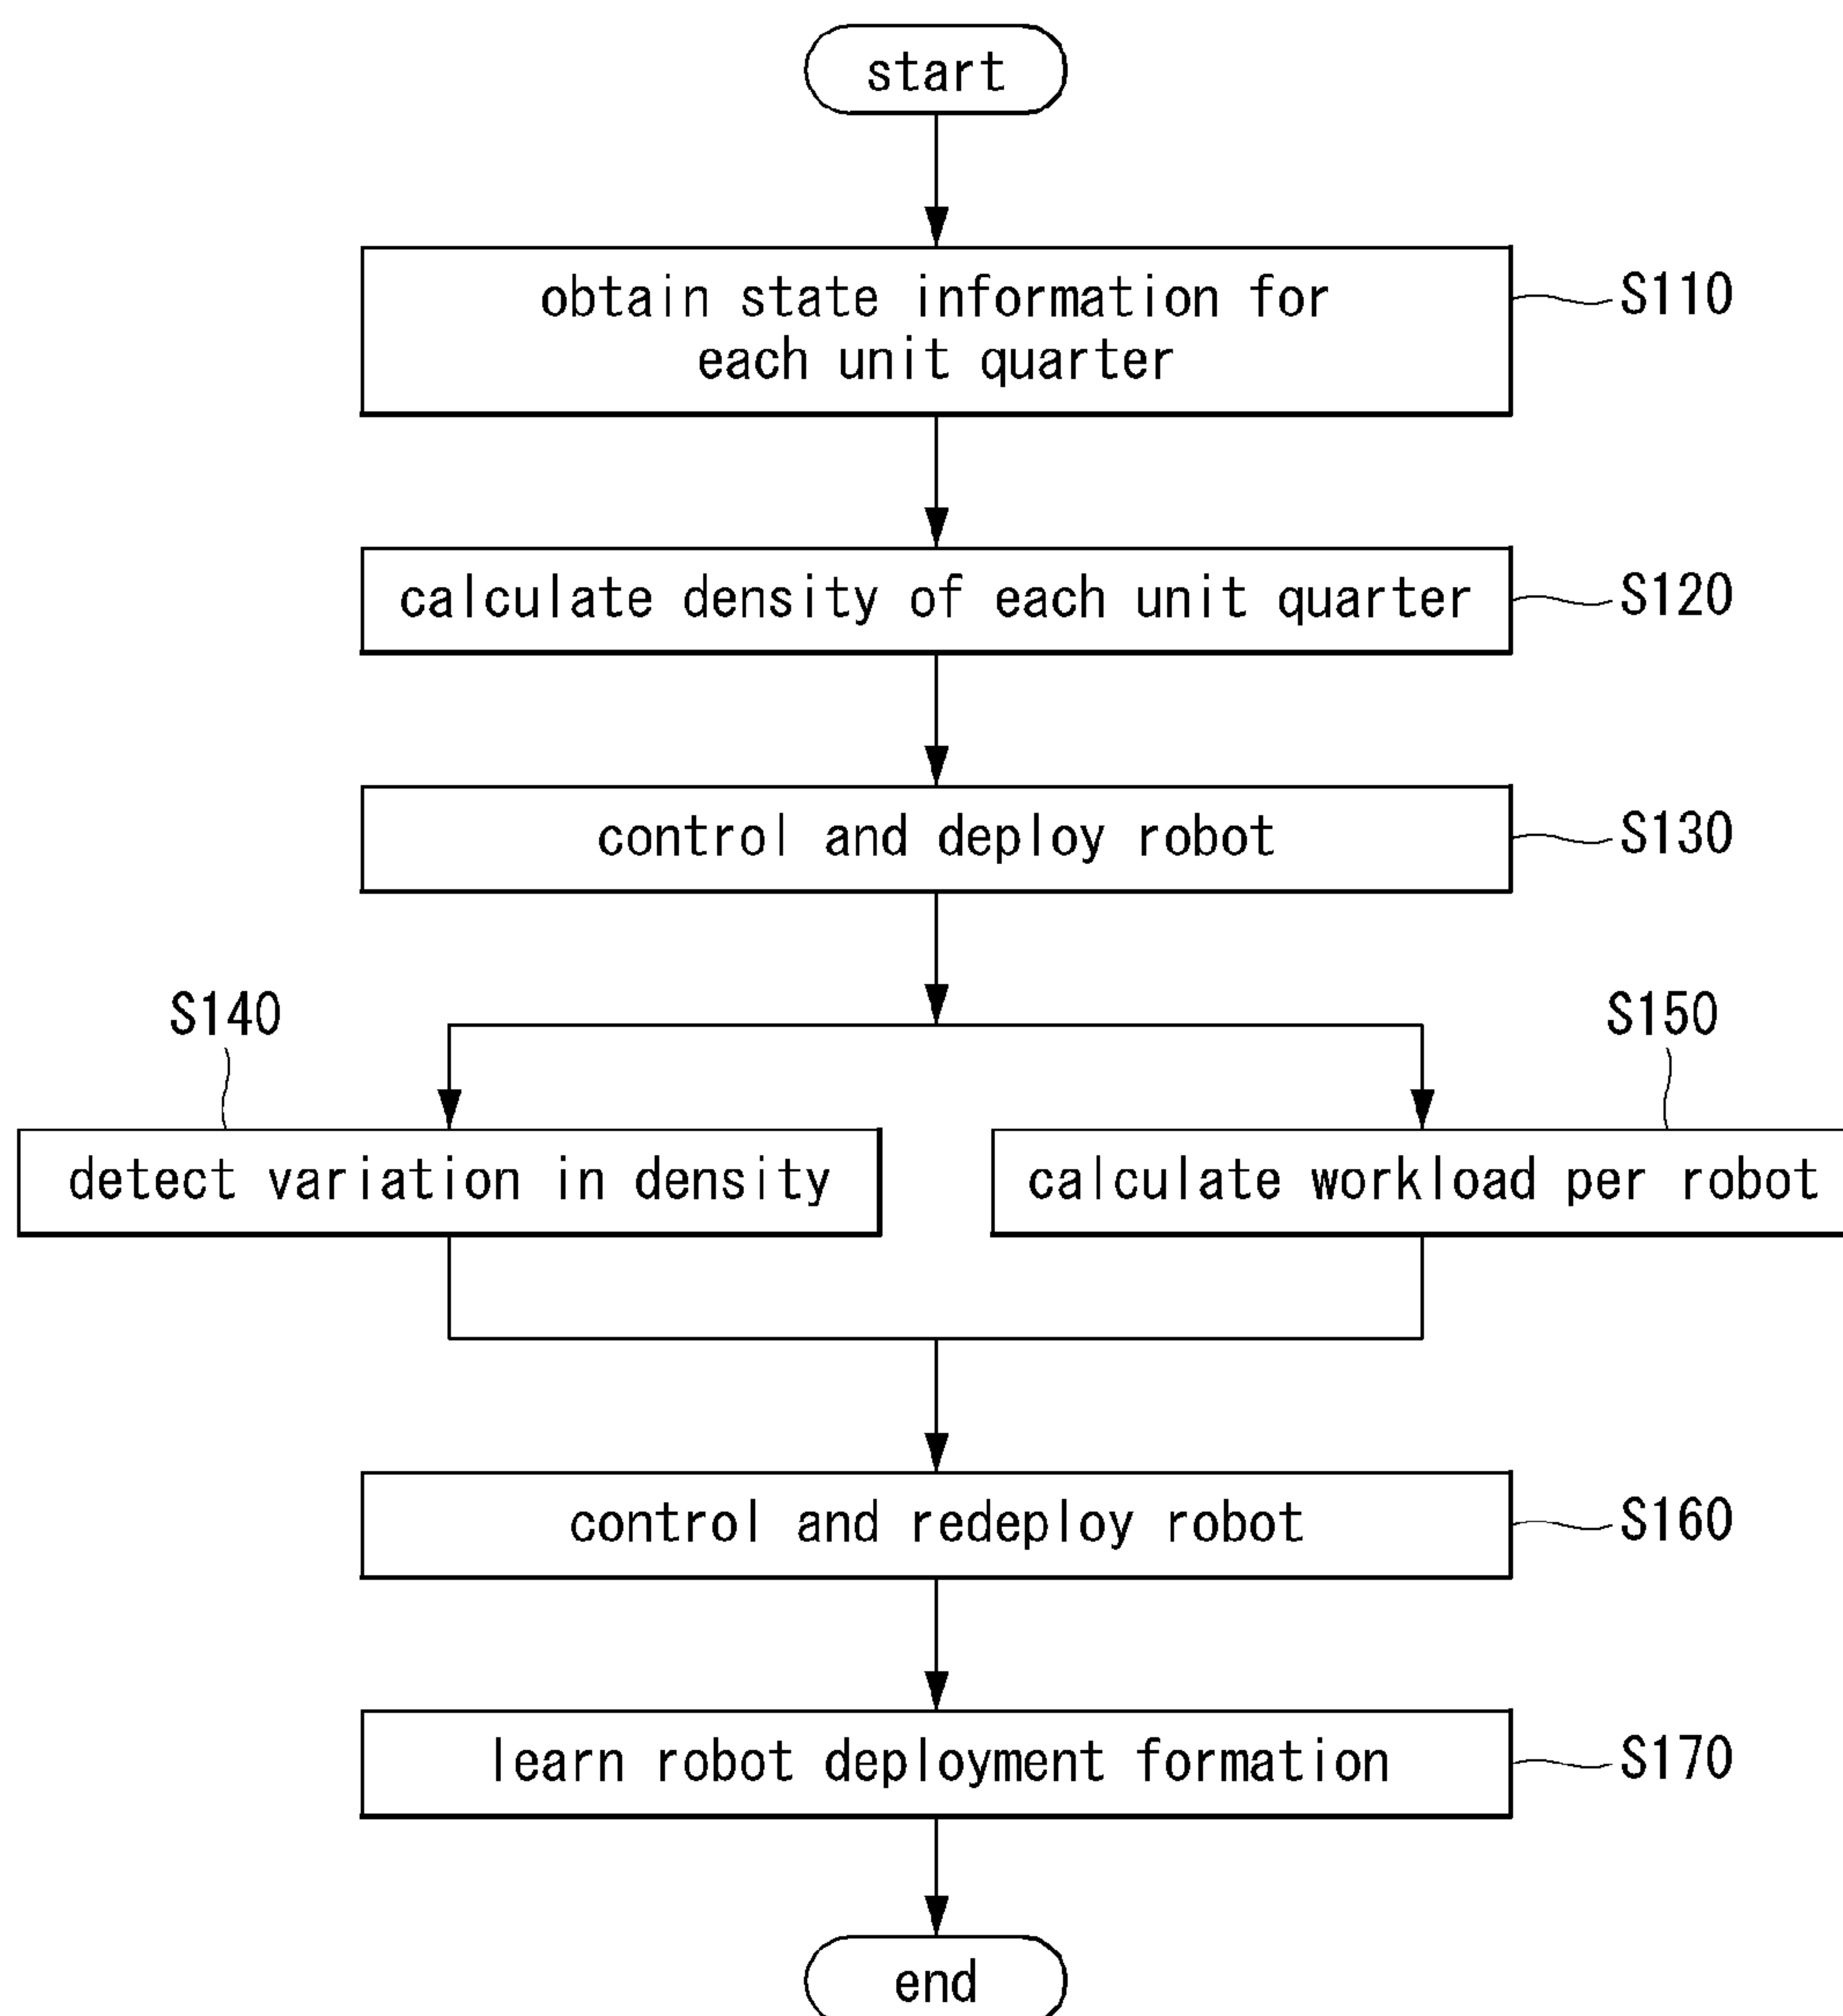 start
obtain state information for
each unit quarter
S110
calculate density of each unit quarter
S120
control and deploy robot
S130
S140
S150
detect variation in density
calculate workload per robot
control and redeploy robot
S160
learn robot deployment formation
S170
end